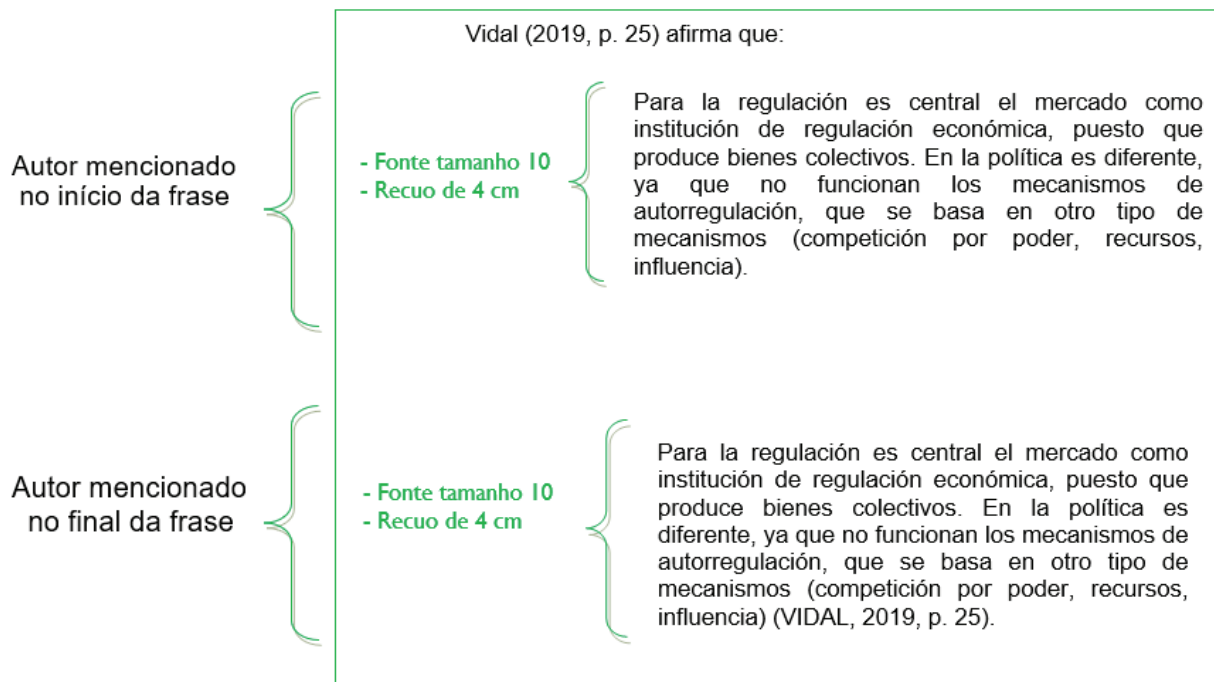 Vidal (2019, p. 25) afirma que:
Autor mencionado
no início da frase
- Fonte tamanho 10
- Recuo de 4 cm
Para la regulación es central el mercado como
institución de regulación económica, puesto que
produce bienes colectivos. En la política es diferente,
ya que no funcionan los mecanismos de
autorregulación, que se basa en otro tipo de
mecanismos (competición por poder, recursos,
influencia).
Autor mencionado
no final da frase
- Fonte tamanho 10
- Recuo de 4 cm
Para la regulación es central el mercado como
institución de regulación económica, puesto que
produce bienes colectivos. En la política es
diferente, ya que no funcionan los mecanismos de
autorregulación, que se basa en otro tipo de
mecanismos (competición por poder, recursos,
influencia) (VIDAL, 2019, p. 25).